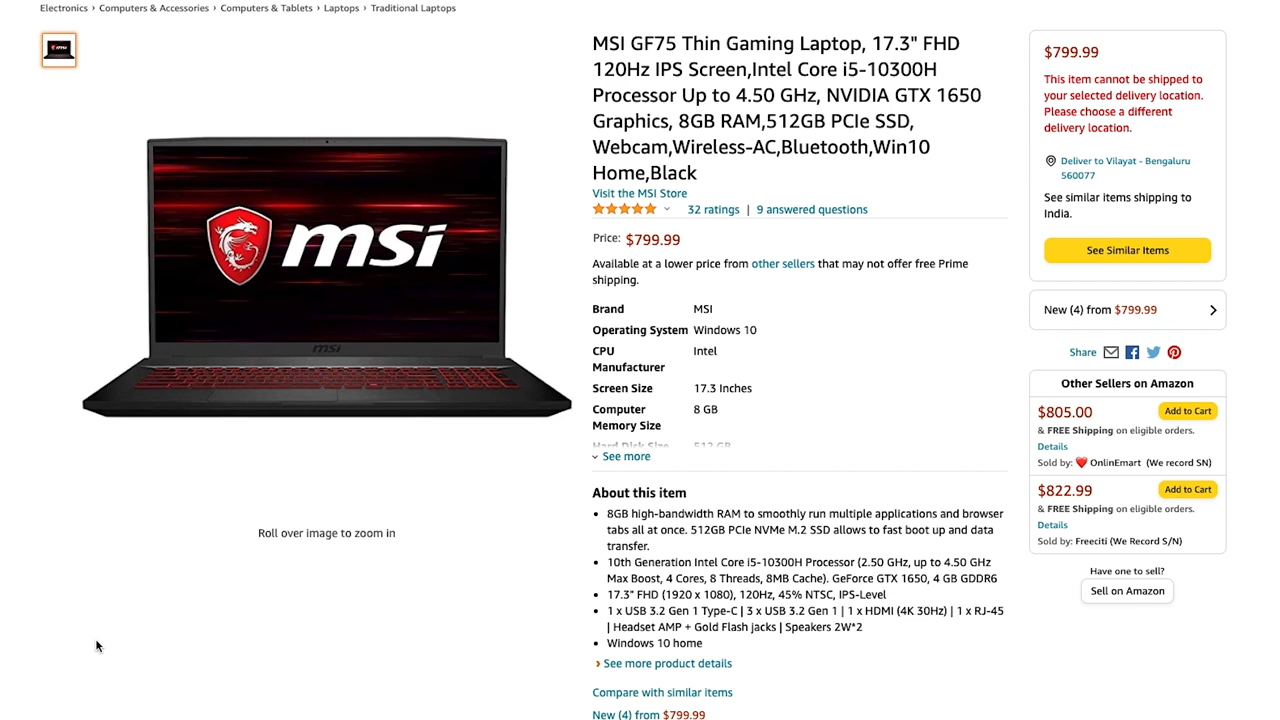 Electronics › Computers & Accessories › Computers & Tablets › Laptops › Traditional Laptops
msi
msi
msi
Roll over image to zoom in
MSI GF75 Thin Gaming Laptop, 17.3" FHD
120Hz IPS Screen,Intel Core i5-10300H
Processor Up to 4.50 GHz, NVIDIA GTX 1650
Graphics, 8GB RAM,512GB PCIe SSD,
Webcam,Wireless-AC,Bluetooth,Win10
Home,Black
Visit the MSI Store
32 ratings | 9 answered questions
Price: $799.99
Available at a lower price from other sellers that may not offer free Prime
shipping.
Brand MSI
Operating System Windows 10
CPU Intel
Manufacturer
Screen Size 17.3 Inches
Computer 8 GB
Memory Size
Hard Disk Size 512 GB
See more
About this item
• 8GB high-bandwidth RAM to smoothly run multiple applications and browser
tabs all at once. 512GB PCIe NVMe M.2 SSD allows to fast boot up and data
transfer.
• 10th Generation Intel Core i5-10300H Processor (2.50 GHz, up to 4.50 GHz
Max Boost, 4 Cores, 8 Threads, 8MB Cache). GeForce GTX 1650, 4 GB GDDR6
• 17.3" FHD (1920 x 1080), 120Hz, 45% NTSC, IPS-Level
• 1 x USB 3.2 Gen 1 Type-C | 3 x USB 3.2 Gen 1 | 1 x HDMI (4K 30Hz) | 1 x RJ-45
| Headset AMP + Gold Flash jacks | Speakers 2W*2
• Windows 10 home
› See more product details
Compare with similar items
New (4) from $799.99
$799.99
This item cannot be shipped to
your selected delivery location.
Please choose a different
delivery location.
Deliver to Vilayat - Bengaluru
560077
See similar items shipping to
India.
See Similar Items
New (4) from $799.99
Share
Other Sellers on Amazon
$805.00 Add to Cart
& FREE Shipping on eligible orders.
Details
Sold by: ❤️ OnlinEmart (We record SN)
$822.99 Add to Cart
& FREE Shipping on eligible orders.
Details
Sold by: Freeciti (We Record S/N)
Have one to sell?
Sell on Amazon